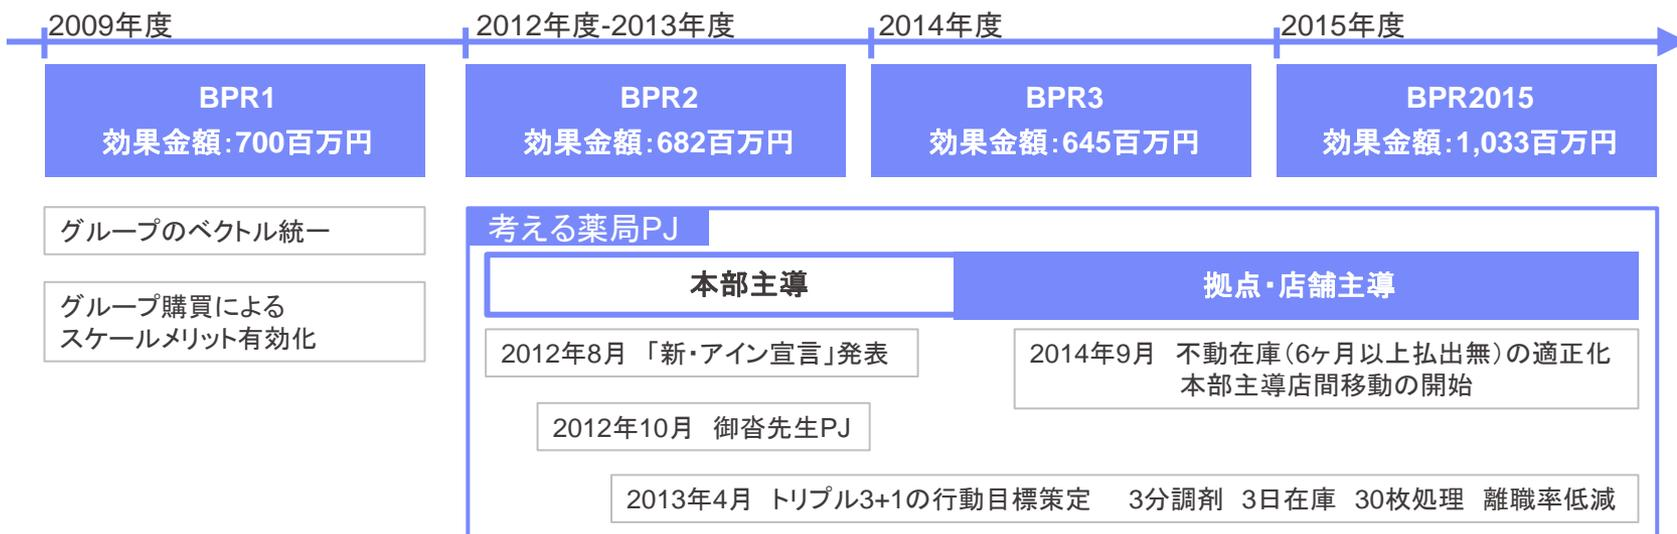 2009年度
2012年度-2013年度
2014年度
2015年度
BPR1
効果金額:700百万円
BPR2
効果金額:682百万円
BPR3
効果金額:645百万円
BPR2015
効果金額:1,033百万円
グループのベクトル統一
グループ購買による
スケールメリット有効化
考える薬局PJ
本部主導
拠点・店舗主導
2012年8月 「新・アイン宣言」発表
2014年9月 不動在庫(6ヶ月以上払出無)の適正化
本部主導店間移動の開始
2012年10月 御沓先生PJ
2013年4月 トリプル3+1の行動目標策定 3分調剤 3日在庫 30枚処理 離職率低減